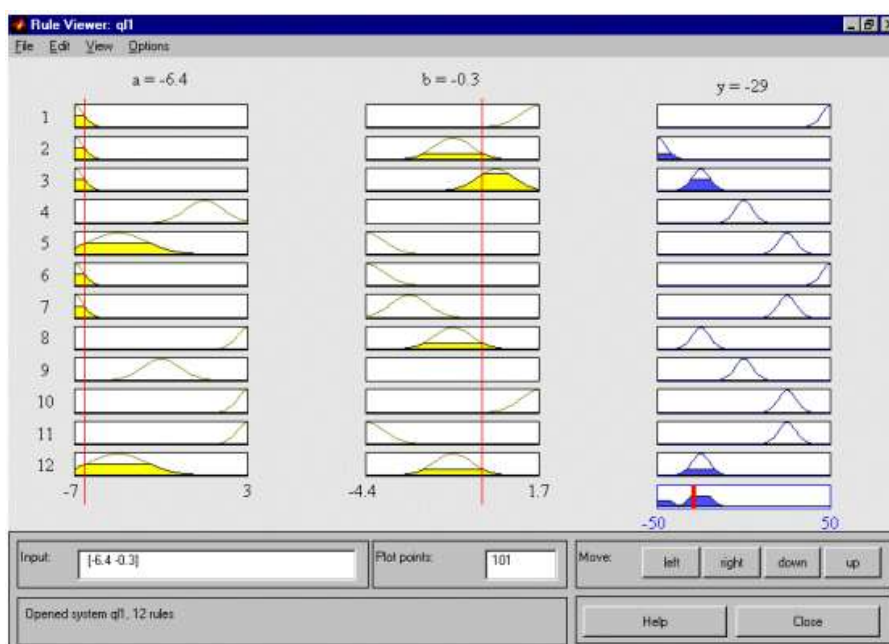 Rule Viewer: ql1
File Edit View Options
a = -6.4 b = -0.3 y = -29
1
2
3
4
5
6
7
8
9
10
11
12
-7 3 -4.4 1.7
-50 50
Input: [-6.4 -0.3] Plot points: 101 Move: left right down up
Opened system ql1, 12 rules Help Close